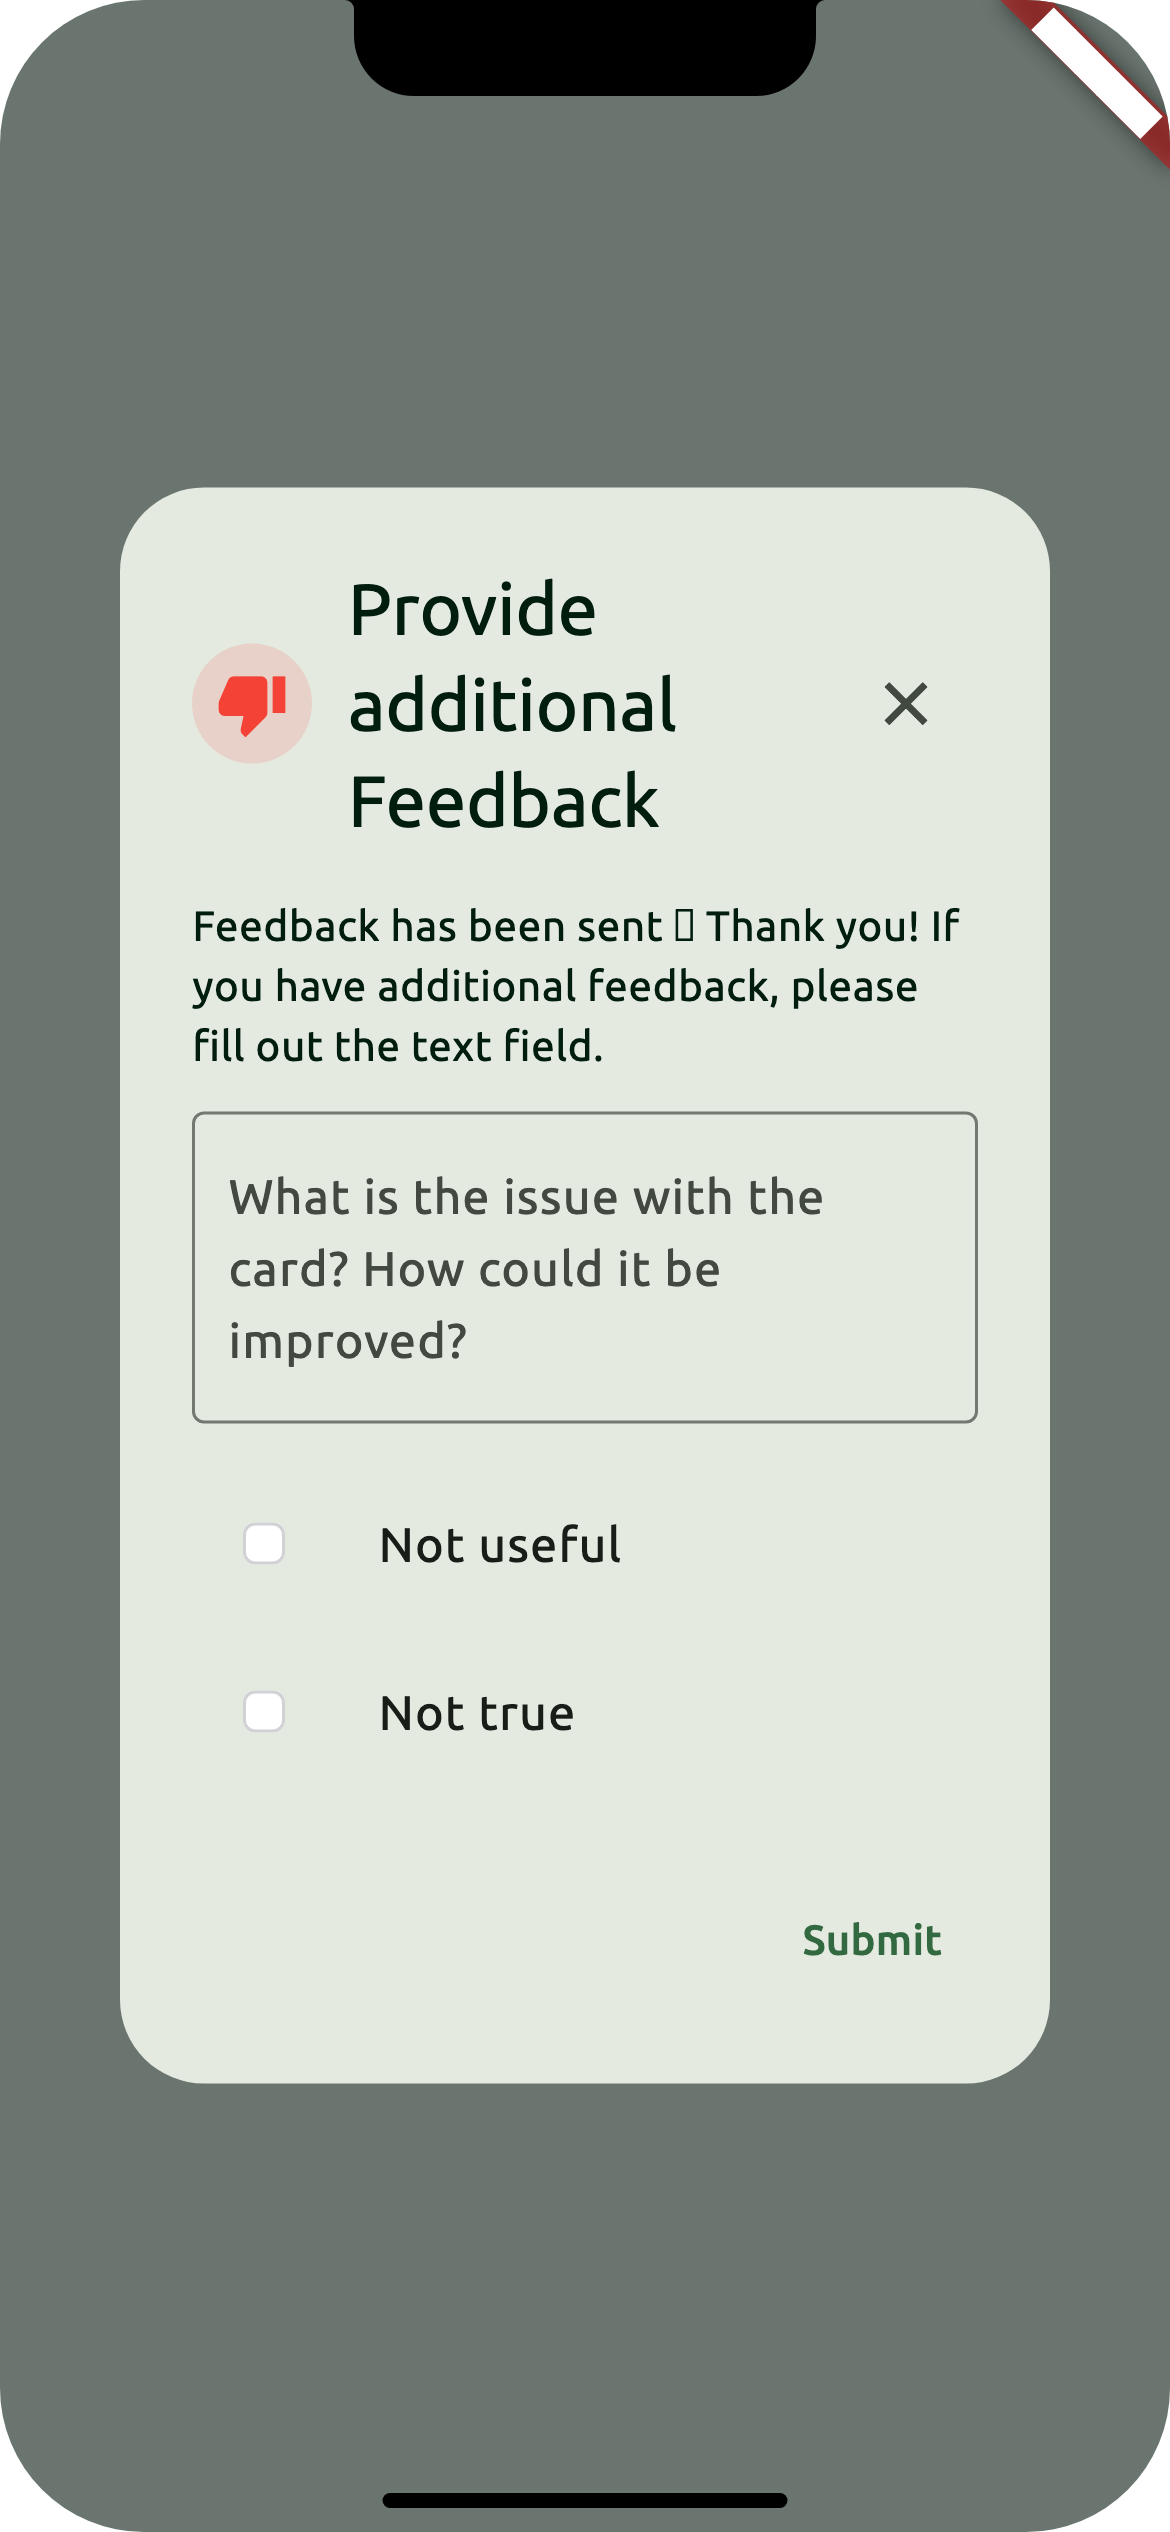 Provide
additional
Feedback
Feedback has been sent ▯ Thank you! If
you have additional feedback, please
fill out the text field.
What is the issue with the
card? How could it be
improved?
Not useful
Not true
Submit